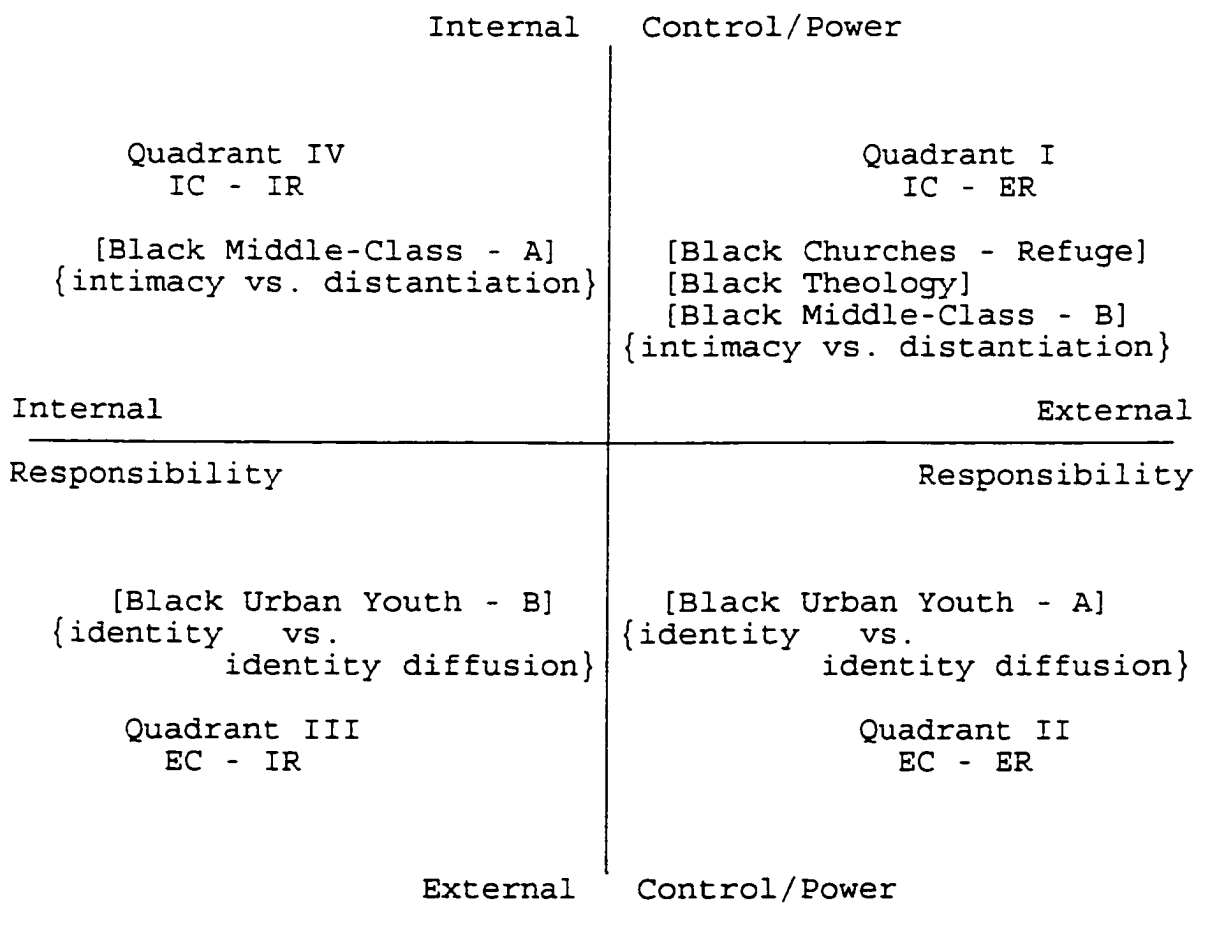 Internal Control/Power
Quadrant IV
IC - IR
[Black Middle-Class - A]
{intimacy vs. distantiation}
Quadrant I
IC - ER
[Black Churches - Refuge]
[Black Theology]
[Black Middle-Class - B]
{intimacy vs. distantiation}
Internal
External
Responsibility
Responsibility
[Black Urban Youth - B]
{identity vs.
identity diffusion}
Quadrant III
EC - IR
[Black Urban Youth - A]
{identity vs.
identity diffusion}
Quadrant II
EC - ER
External Control/Power